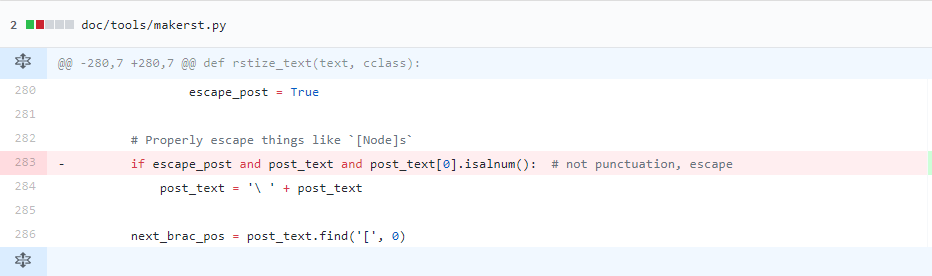 2 doc/tools/makerst.py
@@ -280,7 +280,7 @@ def rstize_text(text, cclass):
280 escape_post = True
281
282 # Properly escape things like `[Node]s`
283 - if escape_post and post_text and post_text[0].isalnum():  # not punctuation, escape
284 post_text = '\ ' + post_text
285
286 next_brac_pos = post_text.find('[', 0)